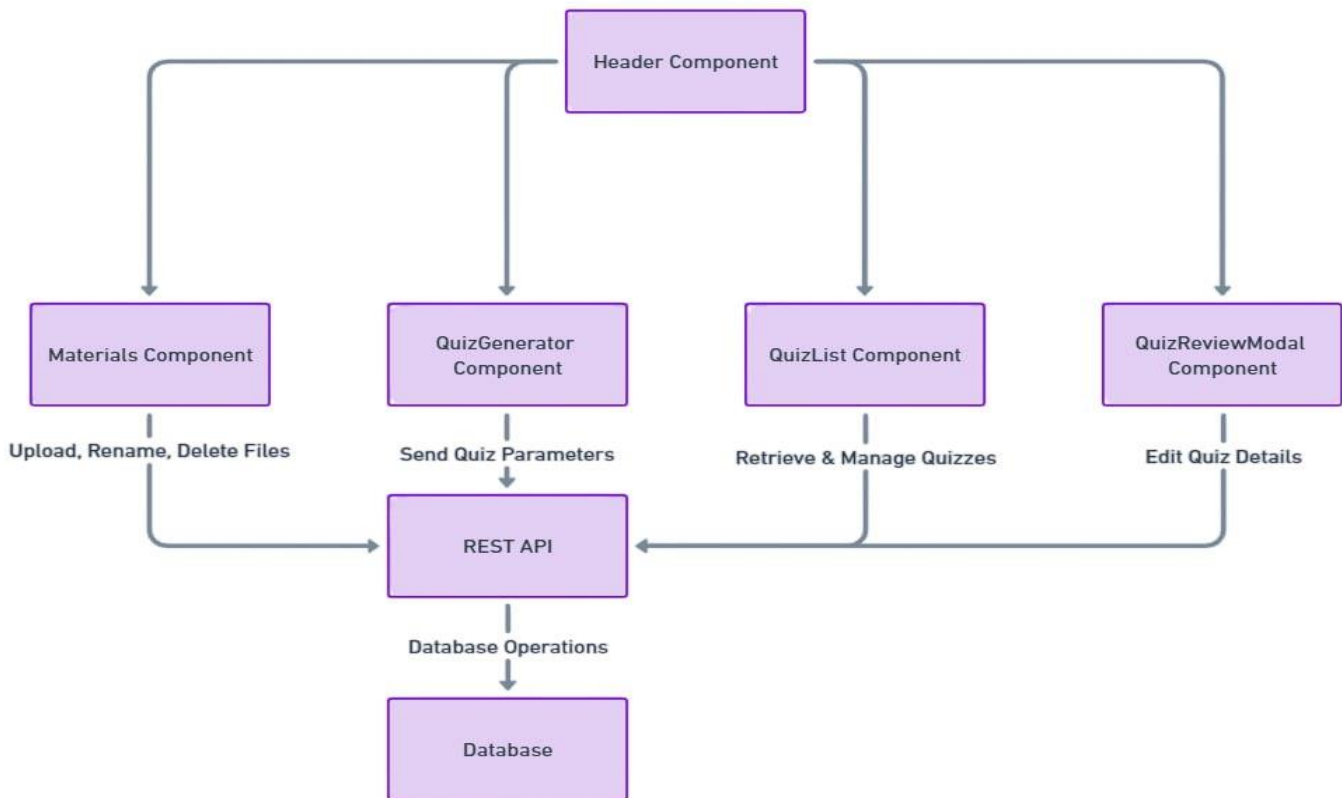 Header Component
Materials Component
QuizGenerator
Component
QuizList Component
QuizReviewModal
Component
Upload, Rename, Delete Files
Send Quiz Parameters
Retrieve & Manage Quizzes
Edit Quiz Details
REST API
Database Operations
Database